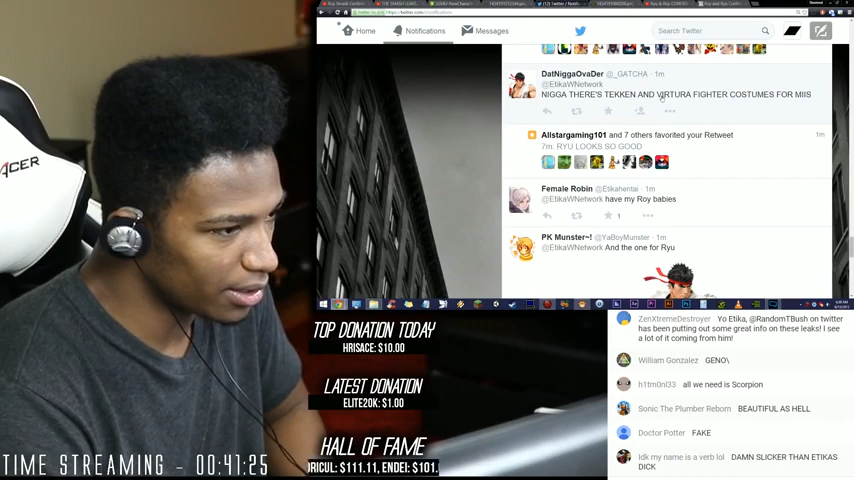 Home
Notifications
Messages
Search Twitter
DatNiggaOvaDer @_GATCHA · 1m
@EtikaWNetwork
NIGGA THERE'S TEKKEN AND VIRTURA FIGHTER COSTUMES FOR MIIS
Allstargaming101 and 7 others favorited your Retweet
1m
7m: RYU LOOKS SO GOOD
Female Robin @Etikahentai · 1m
@EtikaWNetwork have my Roy babies
1
PK Munster~! @YaBoyMunster · 1m
@EtikaWNetwork And the one for Ryu
ACER
TOP DONATION TODAY
HRISACE: $10.00
LATEST DONATION
ELITE20K: $1.00
HALL OF FAME
ORICUL: $111.11, ENDEI: $101.
TIME STREAMING - 00:41:25
ZenXtremeDestroyer Yo Etika, @RandomTBush on twitter
has been putting out some great info on these leaks! I see
a lot of it coming from him!
William Gonzalez GENO\
h1tm0nl33 all we need is Scorpion
Sonic The Plumber Reborn BEAUTIFUL AS HELL
Doctor Potter FAKE
Idk my name is a verb lol DAMN SLICKER THAN ETIKAS
DICK